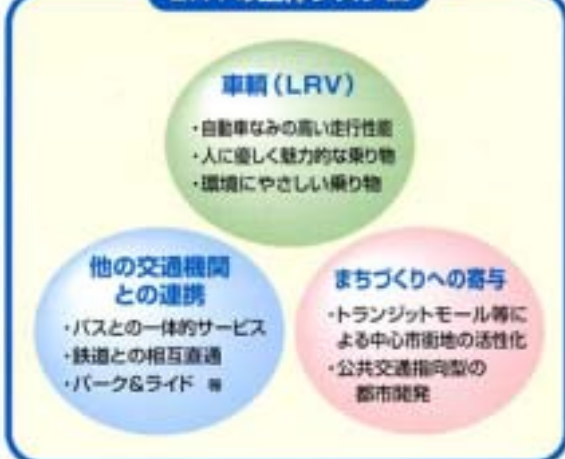 車輌(LRV)
・自動車なみの高い走行性能
・人に優しく魅力的な乗り物
・環境にやさしい乗り物
他の交通機関
との連携
・バスとの一体的サービス
・鉄道との相互直通
・パーク&ライド 等
まちづくりへの寄与
・トランジットモール等に
よる中心市街地の活性化
・公共交通指向型の
都市開発